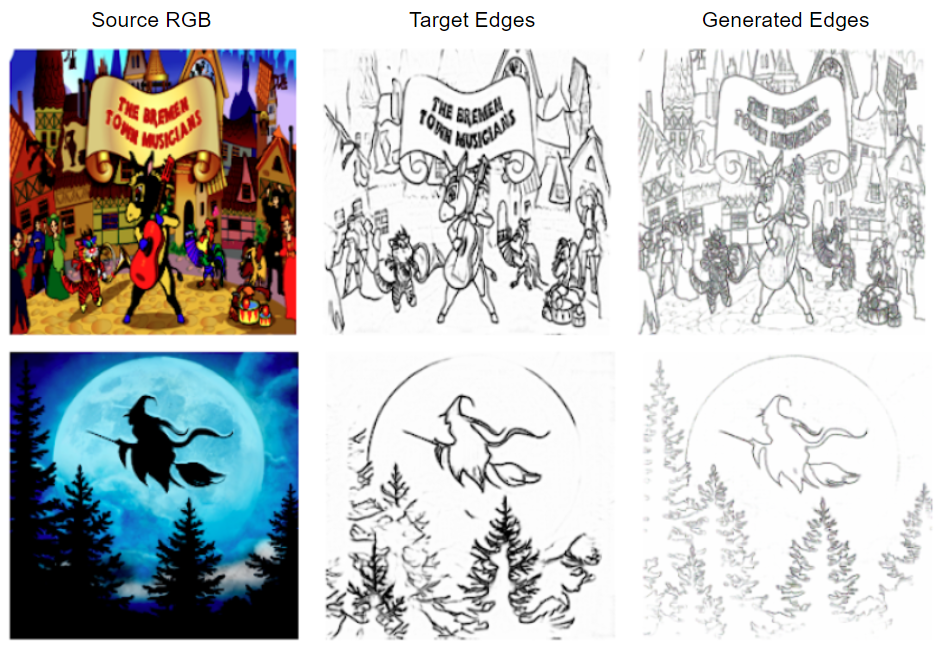 Source RGB
Target Edges
Generated Edges
THE BREMEN
TOWN MUSICIANS
THE BREMEN
TOWN MUSICIANS
THE BREMEN
TOWN MUSICIANS